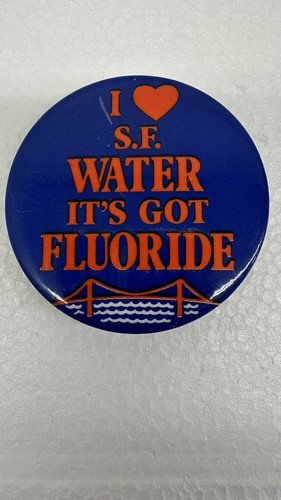 I ❤
S.F.
WATER
IT'S GOT
FLUORIDE